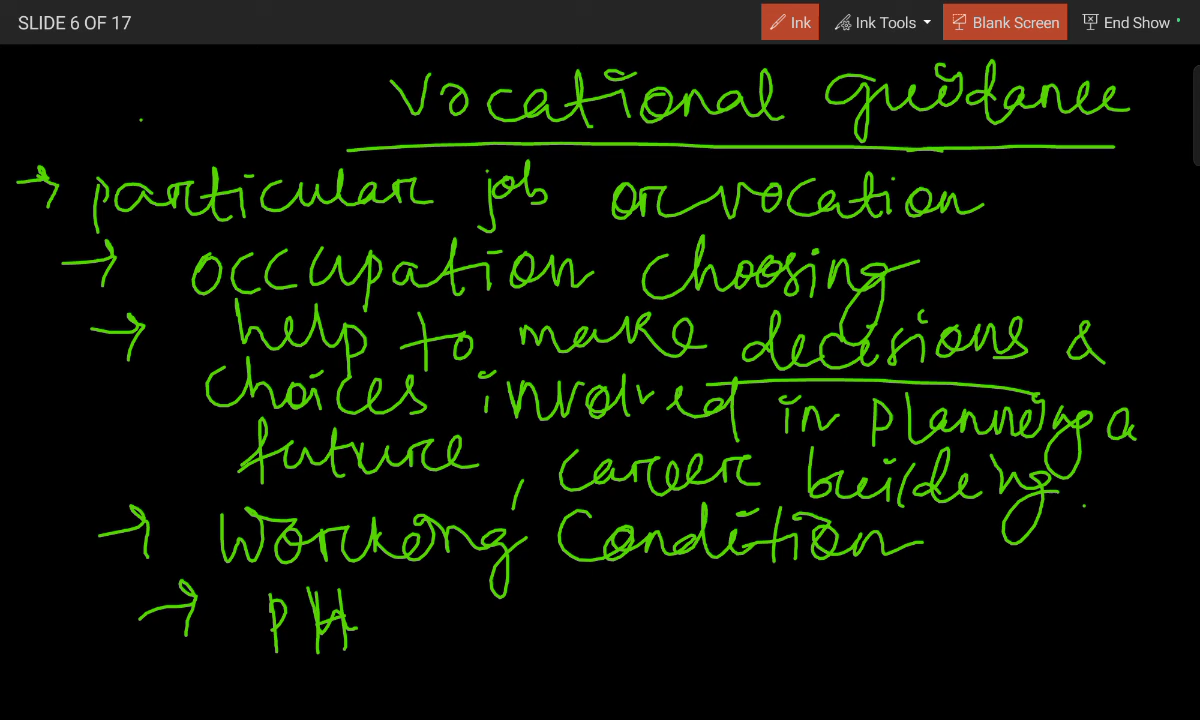 SLIDE 6 OF 17 Ink Ink Tools Blank Screen End Show
Vocational guidance
→ particular job or vocation
→ occupation choosing
→ help to make decisions &
choices involved in planning a
future, career building.
→ Working Condition
→ PH